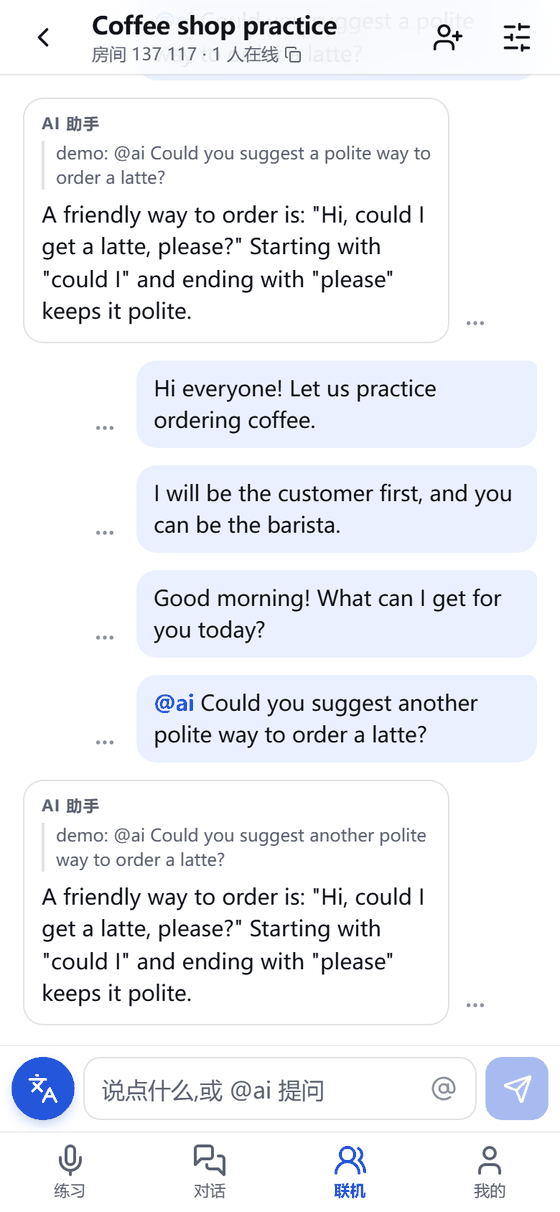 Coffee shop practice
房间 137 117 · 1 人在线
AI 助手
demo: @ai Could you suggest a polite way to
order a latte?
A friendly way to order is: "Hi, could I
get a latte, please?" Starting with
"could I" and ending with "please"
keeps it polite.
...
Hi everyone! Let us practice
ordering coffee.
...
I will be the customer first, and you
can be the barista.
...
Good morning! What can I get for
you today?
...
@ai Could you suggest another
polite way to order a latte?
...
AI 助手
demo: @ai Could you suggest another polite
way to order a latte?
A friendly way to order is: "Hi, could I
get a latte, please?" Starting with
"could I" and ending with "please"
keeps it polite.
...
说点什么,或 @ai 提问
@
练习
对话
联机
我的